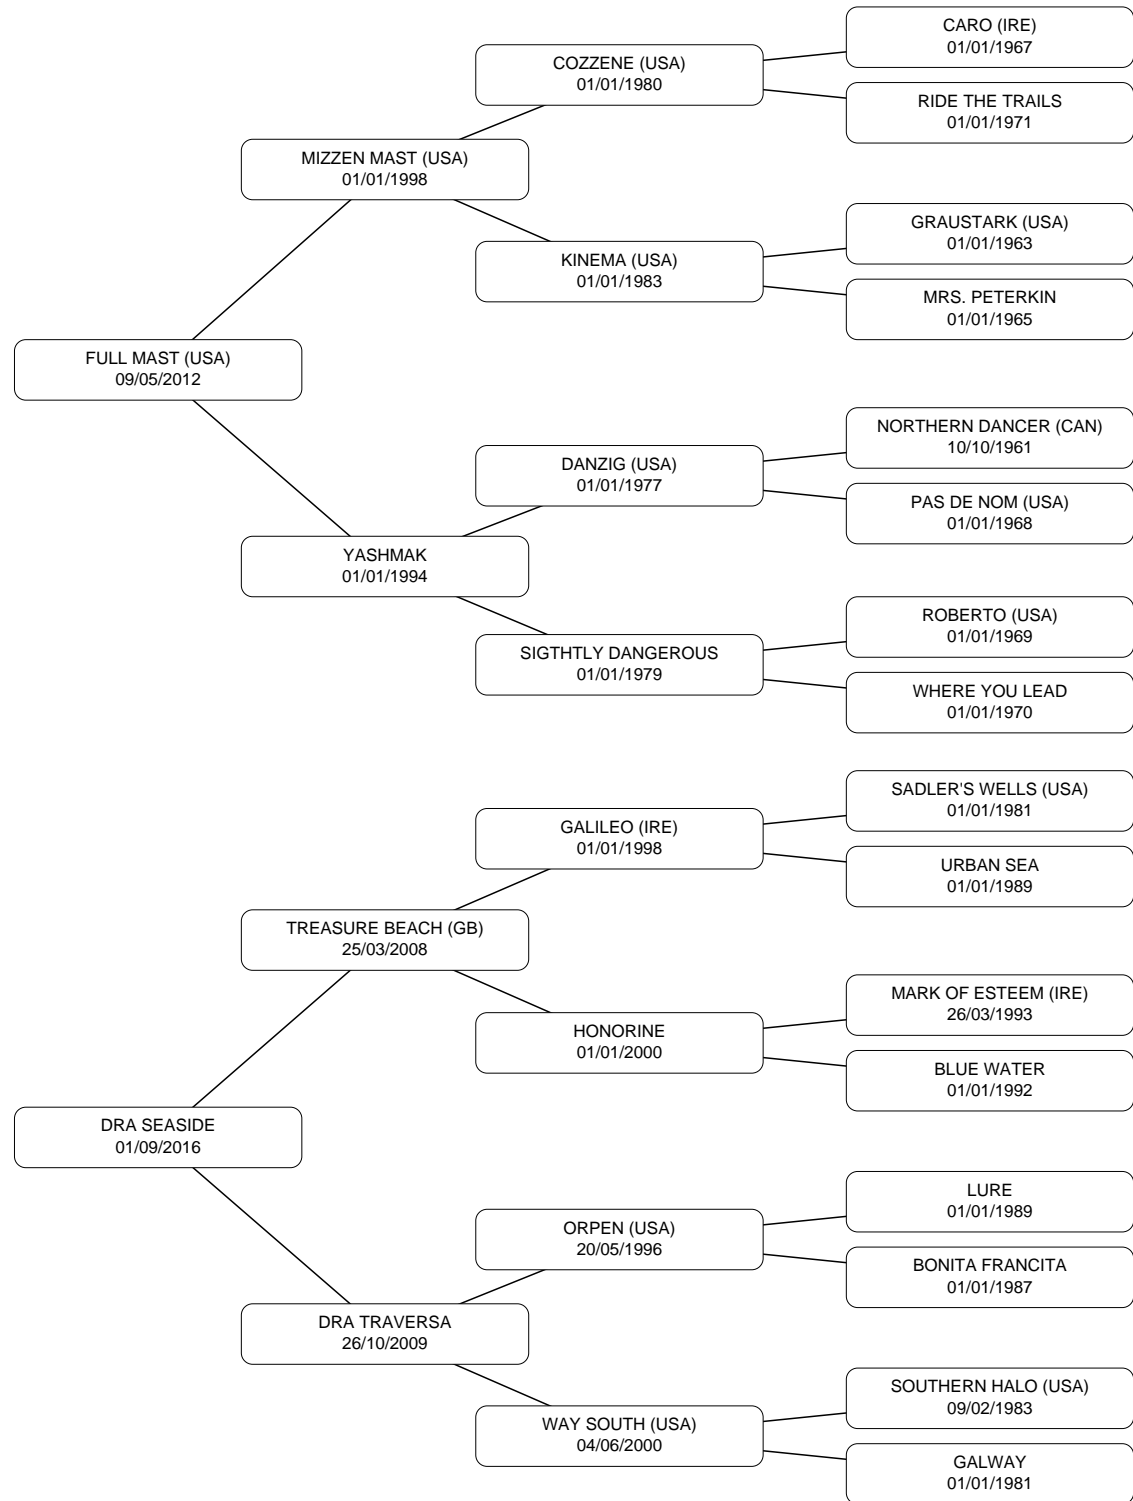 CARO (IRE)
01/01/1967
COZZENE (USA)
01/01/1980
RIDE THE TRAILS
01/01/1971
MIZZEN MAST (USA)
01/01/1998
GRAUSTARK (USA)
01/01/1963
KINEMA (USA)
01/01/1983
MRS. PETERKIN
01/01/1965
FULL MAST (USA)
09/05/2012
NORTHERN DANCER (CAN)
10/10/1961
DANZIG (USA)
01/01/1977
PAS DE NOM (USA)
01/01/1968
YASHMAK
01/01/1994
ROBERTO (USA)
01/01/1969
SIGTHTLY DANGEROUS
01/01/1979
WHERE YOU LEAD
01/01/1970
SADLER'S WELLS (USA)
01/01/1981
GALILEO (IRE)
01/01/1998
URBAN SEA
01/01/1989
TREASURE BEACH (GB)
25/03/2008
MARK OF ESTEEM (IRE)
26/03/1993
HONORINE
01/01/2000
BLUE WATER
01/01/1992
DRA SEASIDE
01/09/2016
LURE
01/01/1989
ORPEN (USA)
20/05/1996
BONITA FRANCITA
01/01/1987
DRA TRAVERSA
26/10/2009
SOUTHERN HALO (USA)
09/02/1983
WAY SOUTH (USA)
04/06/2000
GALWAY
01/01/1981